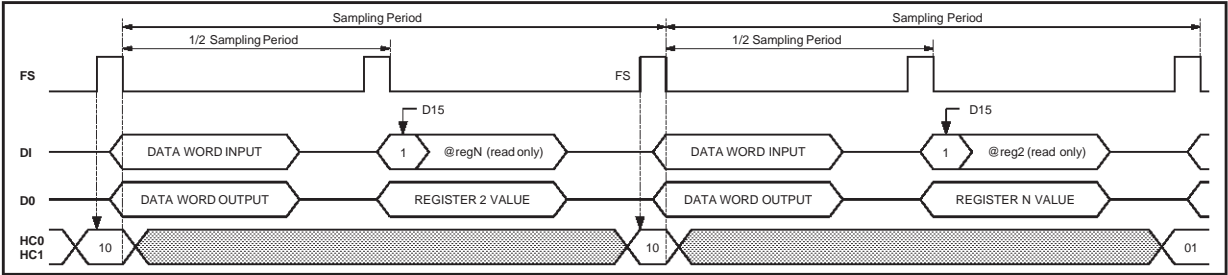 Sampling Period Sampling Period
1/2 Sampling Period 1/2 Sampling Period
FS FS
D15 D15
DI DATA WORD INPUT 1 @regN (read only) DATA WORD INPUT 1 @reg2 (read only)
D0 DATA WORD OUTPUT REGISTER 2 VALUE DATA WORD OUTPUT REGISTER N VALUE
HC0
HC1 10 10 01